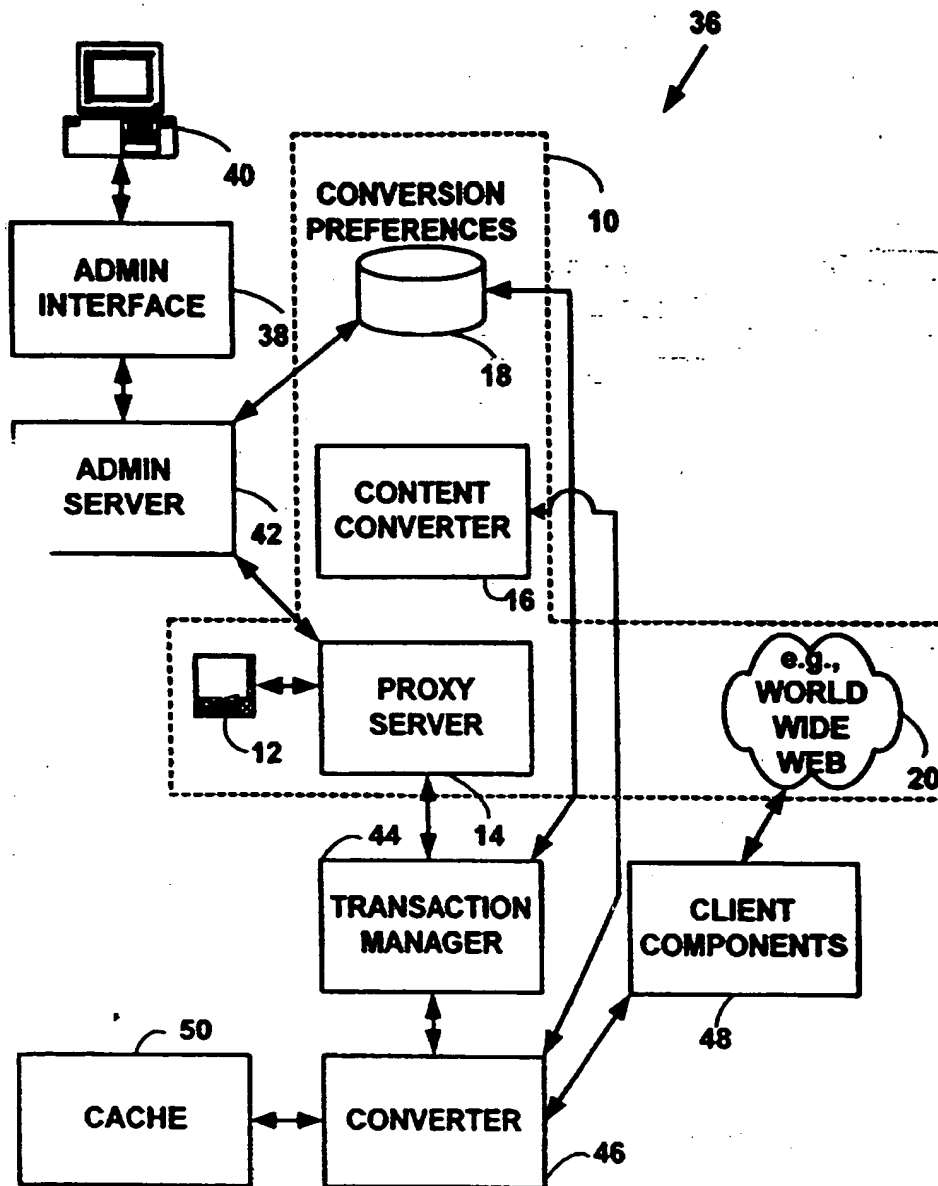 36
40
CONVERSION
PREFERENCES
10
ADMIN
INTERFACE
38
18
ADMIN
SERVER
42
CONTENT
CONVERTER
16
e.g.,
WORLD
WIDE
WEB
20
PROXY
SERVER
12
14
44
TRANSACTION
MANAGER
CLIENT
COMPONENTS
48
50
CACHE
CONVERTER
46